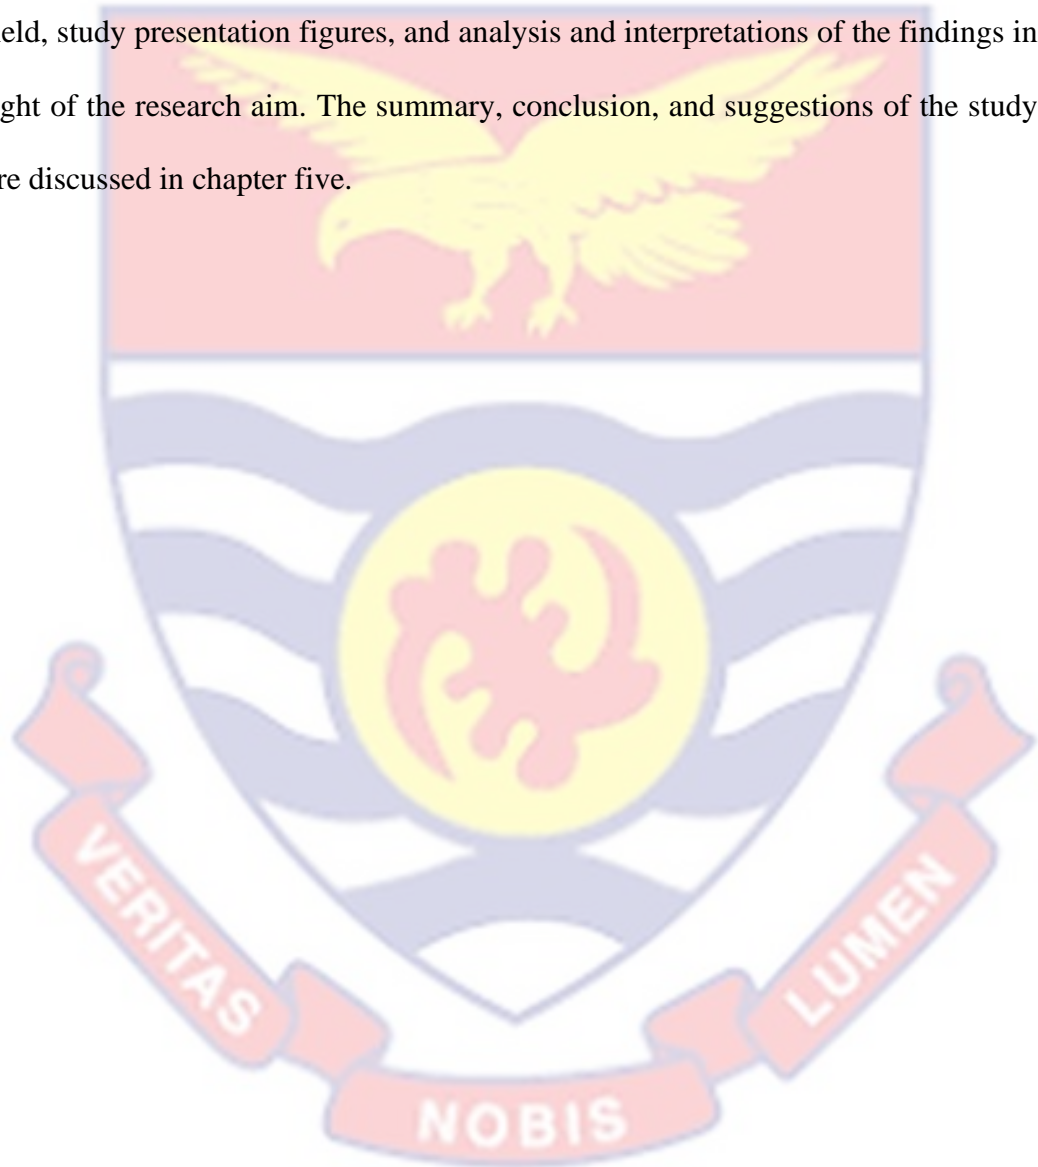 eld, study presentation figures, and analysis and interpretations of the findings in
ght of the research aim. The summary, conclusion, and suggestions of the study
re discussed in chapter five.
VERITAS
NOBIS
LUMEN